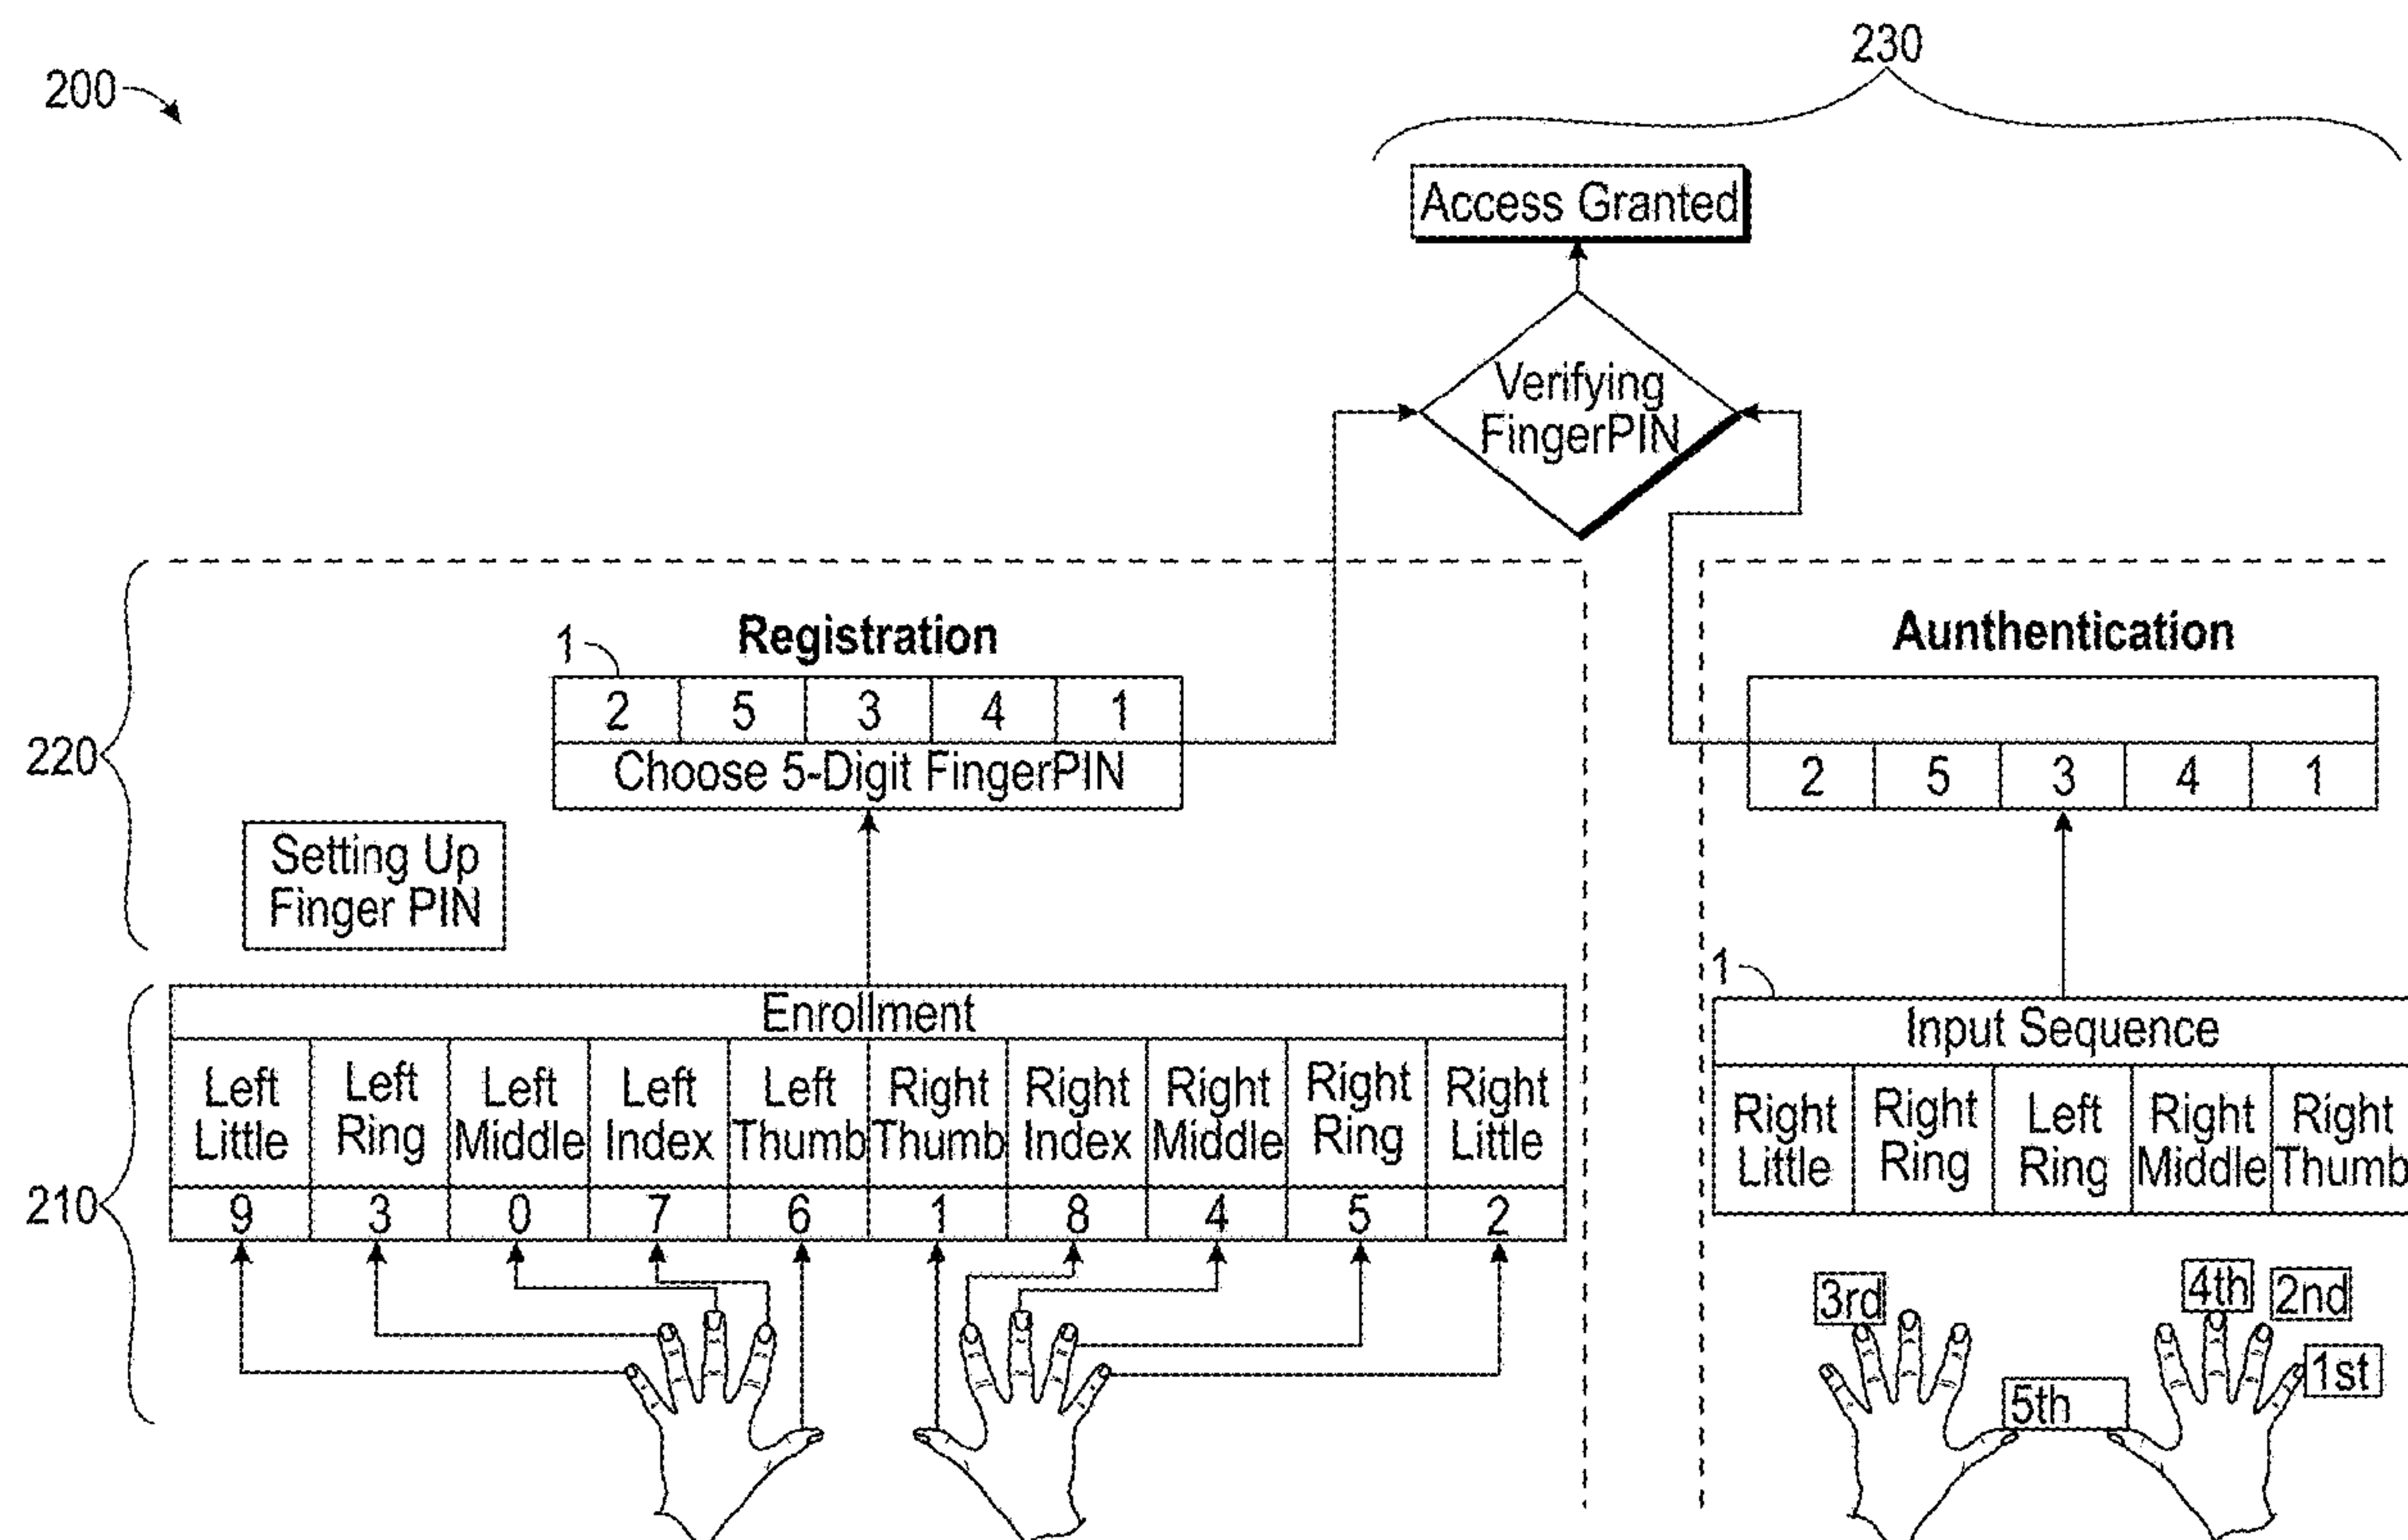 230
200
Access Granted
Verifying
FingerPIN
220
Registration
1
2 5 3 4 1
Choose 5-Digit FingerPIN
Setting Up
Finger PIN
Aunthentication
2 5 3 4 1
210
Enrollment
Left Left Left Left Left Right Right Right Right Right
Little Ring Middle Index Thumb Thumb Index Middle Ring Little
9 3 0 7 6 1 8 4 5 2
1
Input Sequence
Right Right Left Right Right
Little Ring Ring Middle Thumb
3rd 4th 2nd
1st
5th